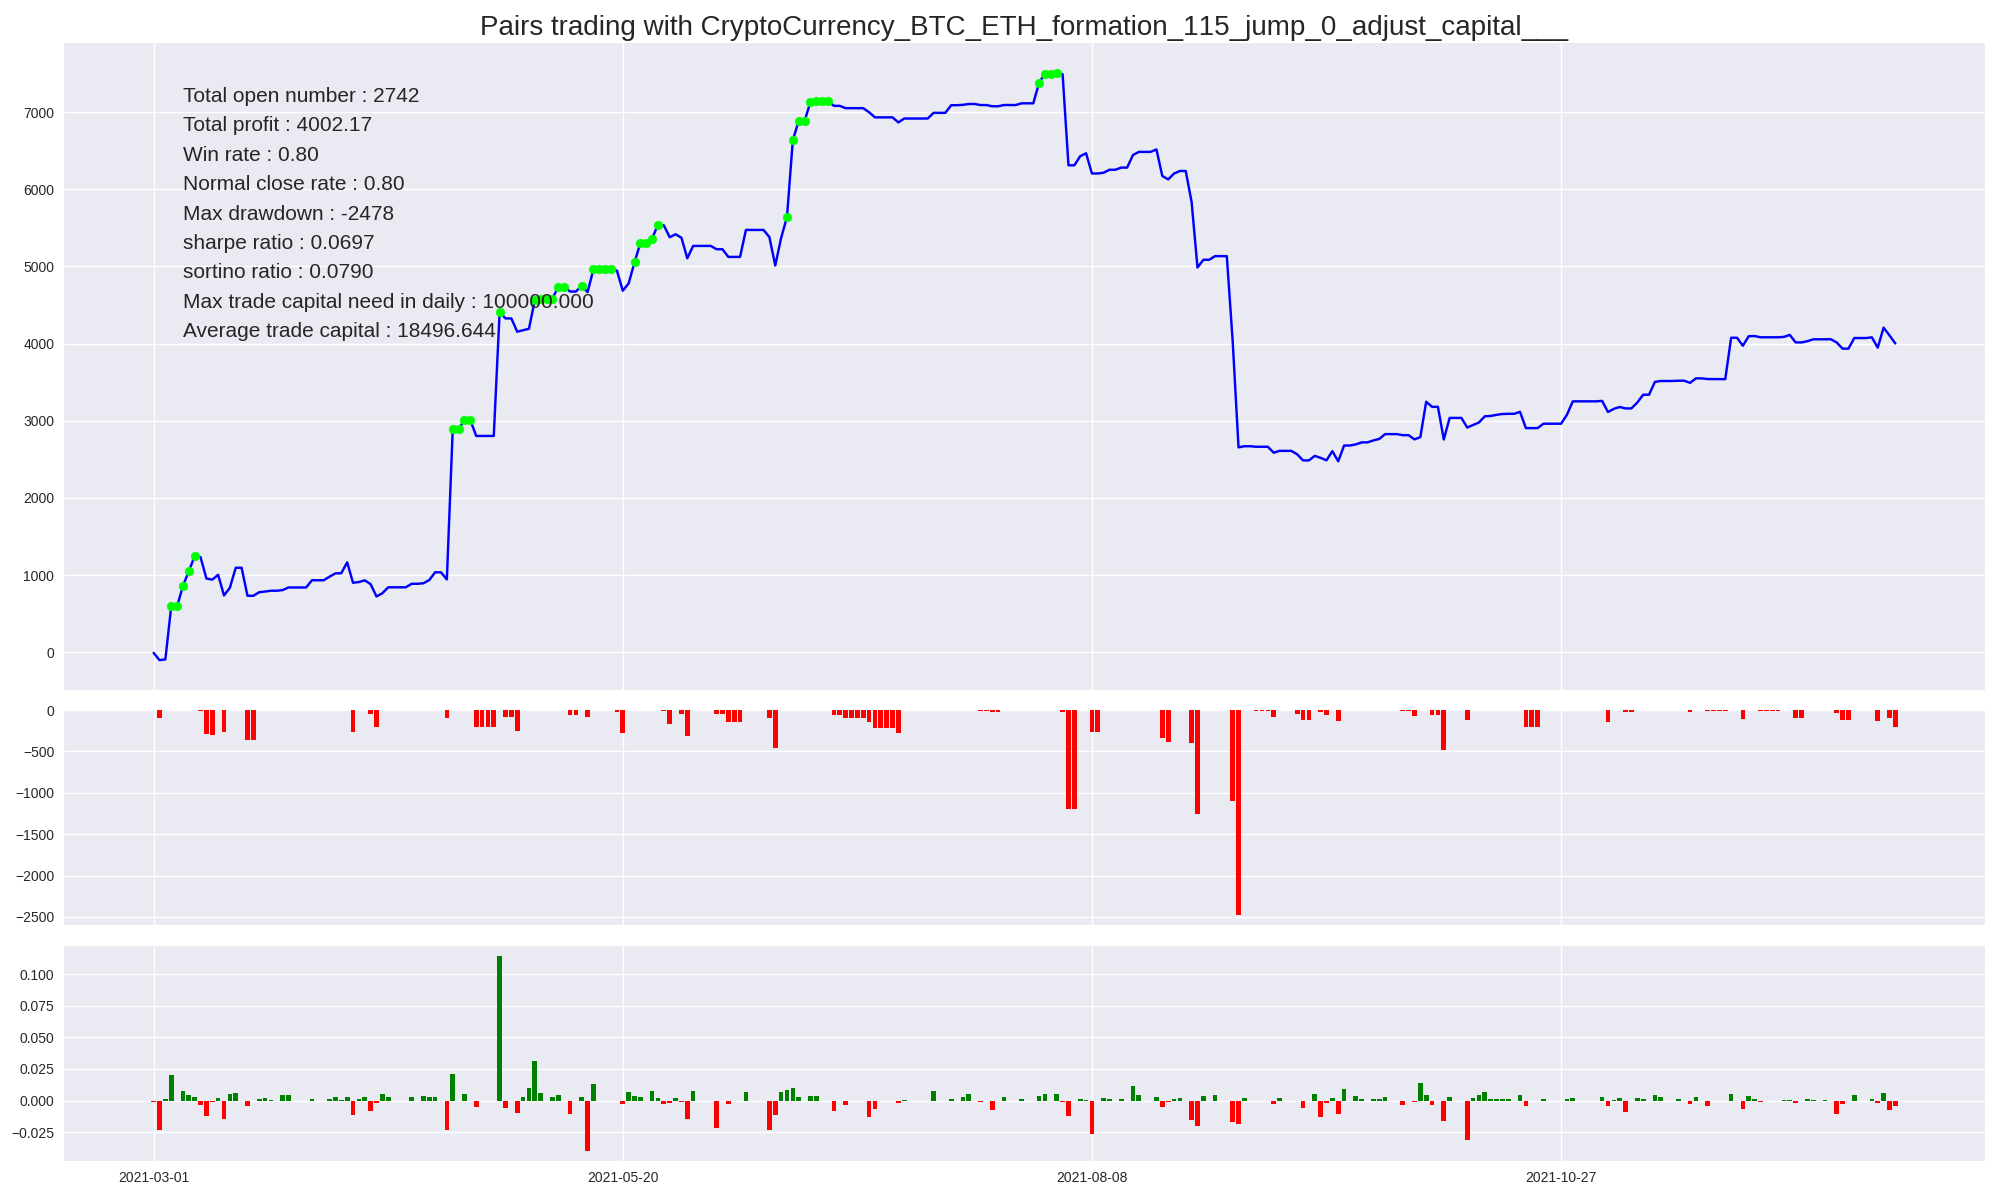 Pairs trading with CryptoCurrency_BTC_ETH_formation_115_jump_0_adjust_capital___
Total open number : 2742
Total profit : 4002.17
Win rate : 0.80
Normal close rate : 0.80
Max drawdown : -2478
sharpe ratio : 0.0697
sortino ratio : 0.0790
Max trade capital need in daily : 100000.000
Average trade capital : 18496.644
7000
6000
5000
4000
3000
2000
1000
0
0
−500
−1000
−1500
−2000
−2500
0.100
0.075
0.050
0.025
0.000
−0.025
2021-03-01
2021-05-20
2021-08-08
2021-10-27